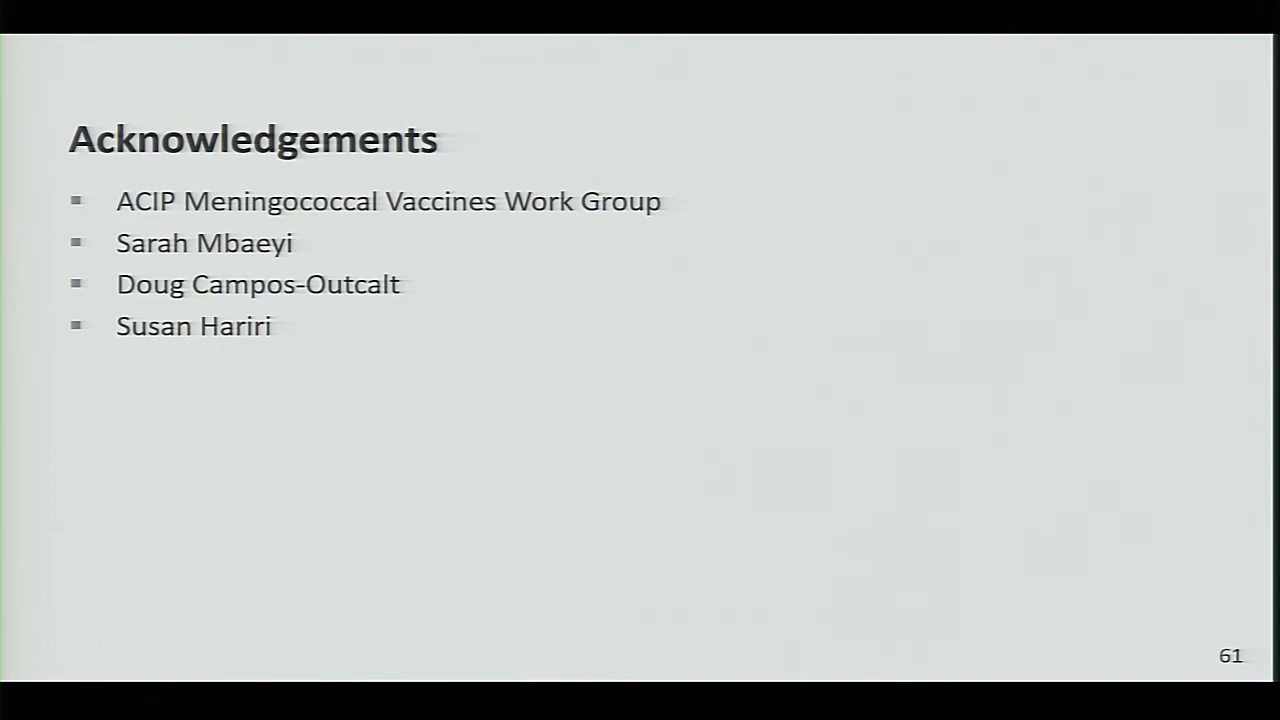 Acknowledgements
▪ ACIP Meningococcal Vaccines Work Group
▪ Sarah Mbaeyi
▪ Doug Campos-Outcalt
▪ Susan Hariri
61